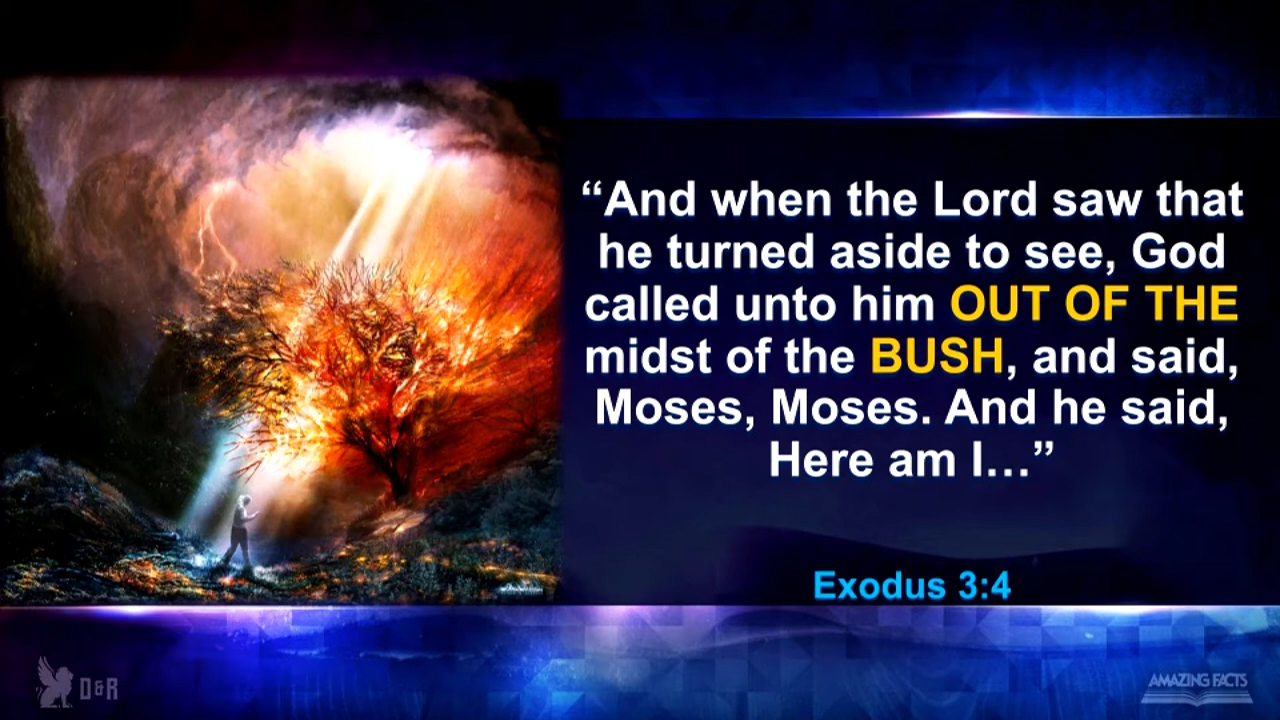 “And when the Lord saw that
he turned aside to see, God
called unto him OUT OF THE
midst of the BUSH, and said,
Moses, Moses. And he said,
Here am I…”
Exodus 3:4
D&R
AMAZING FACTS